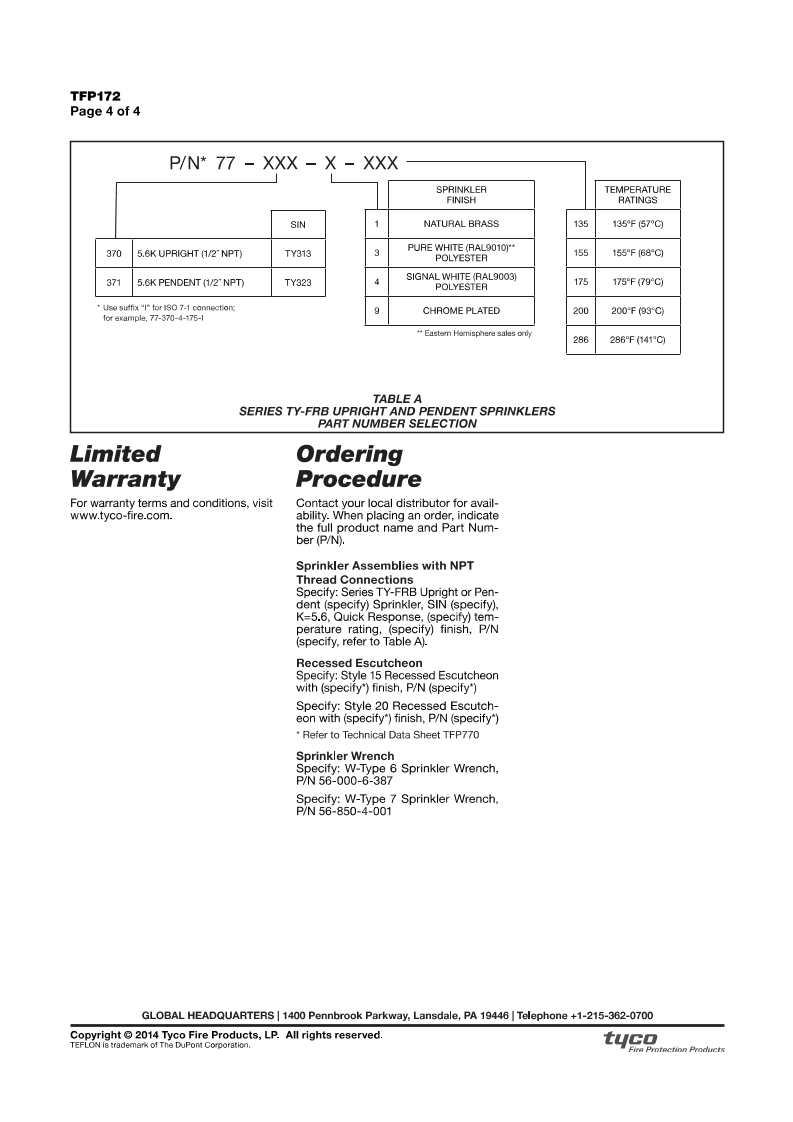 TFP172
Page 4 of 4
P/N* 77 – XXX – X – XXX
SIN
370 5.6K UPRIGHT (1/2˝ NPT) TY313
371 5.6K PENDENT (1/2˝ NPT) TY323
* Use suffix "I" for ISO 7-1 connection;
for example, 77-370-4-175-I
SPRINKLER
FINISH
1 NATURAL BRASS
3 PURE WHITE (RAL9010)**
POLYESTER
4 SIGNAL WHITE (RAL9003)
POLYESTER
9 CHROME PLATED
** Eastern Hemisphere sales only
TEMPERATURE
RATINGS
135 135°F (57°C)
155 155°F (68°C)
175 175°F (79°C)
200 200°F (93°C)
286 286°F (141°C)
TABLE A
SERIES TY-FRB UPRIGHT AND PENDENT SPRINKLERS
PART NUMBER SELECTION
Limited
Warranty
For warranty terms and conditions, visit
www.tyco-fire.com.
Ordering
Procedure
Contact your local distributor for avail-
ability. When placing an order, indicate
the full product name and Part Num-
ber (P/N).
Sprinkler Assemblies with NPT
Thread Connections
Specify: Series TY-FRB Upright or Pen-
dent (specify) Sprinkler, SIN (specify),
K=5.6, Quick Response, (specify) tem-
perature rating, (specify) finish, P/N
(specify, refer to Table A).
Recessed Escutcheon
Specify: Style 15 Recessed Escutcheon
with (specify*) finish, P/N (specify*)
Specify: Style 20 Recessed Escutch-
eon with (specify*) finish, P/N (specify*)
* Refer to Technical Data Sheet TFP770
Sprinkler Wrench
Specify: W-Type 6 Sprinkler Wrench,
P/N 56-000-6-387
Specify: W-Type 7 Sprinkler Wrench,
P/N 56-850-4-001
GLOBAL HEADQUARTERS | 1400 Pennbrook Parkway, Lansdale, PA 19446 | Telephone +1-215-362-0700
Copyright © 2014 Tyco Fire Products, LP. All rights reserved.
TEFLON is trademark of The DuPont Corporation.
tyco
Fire Protection Products